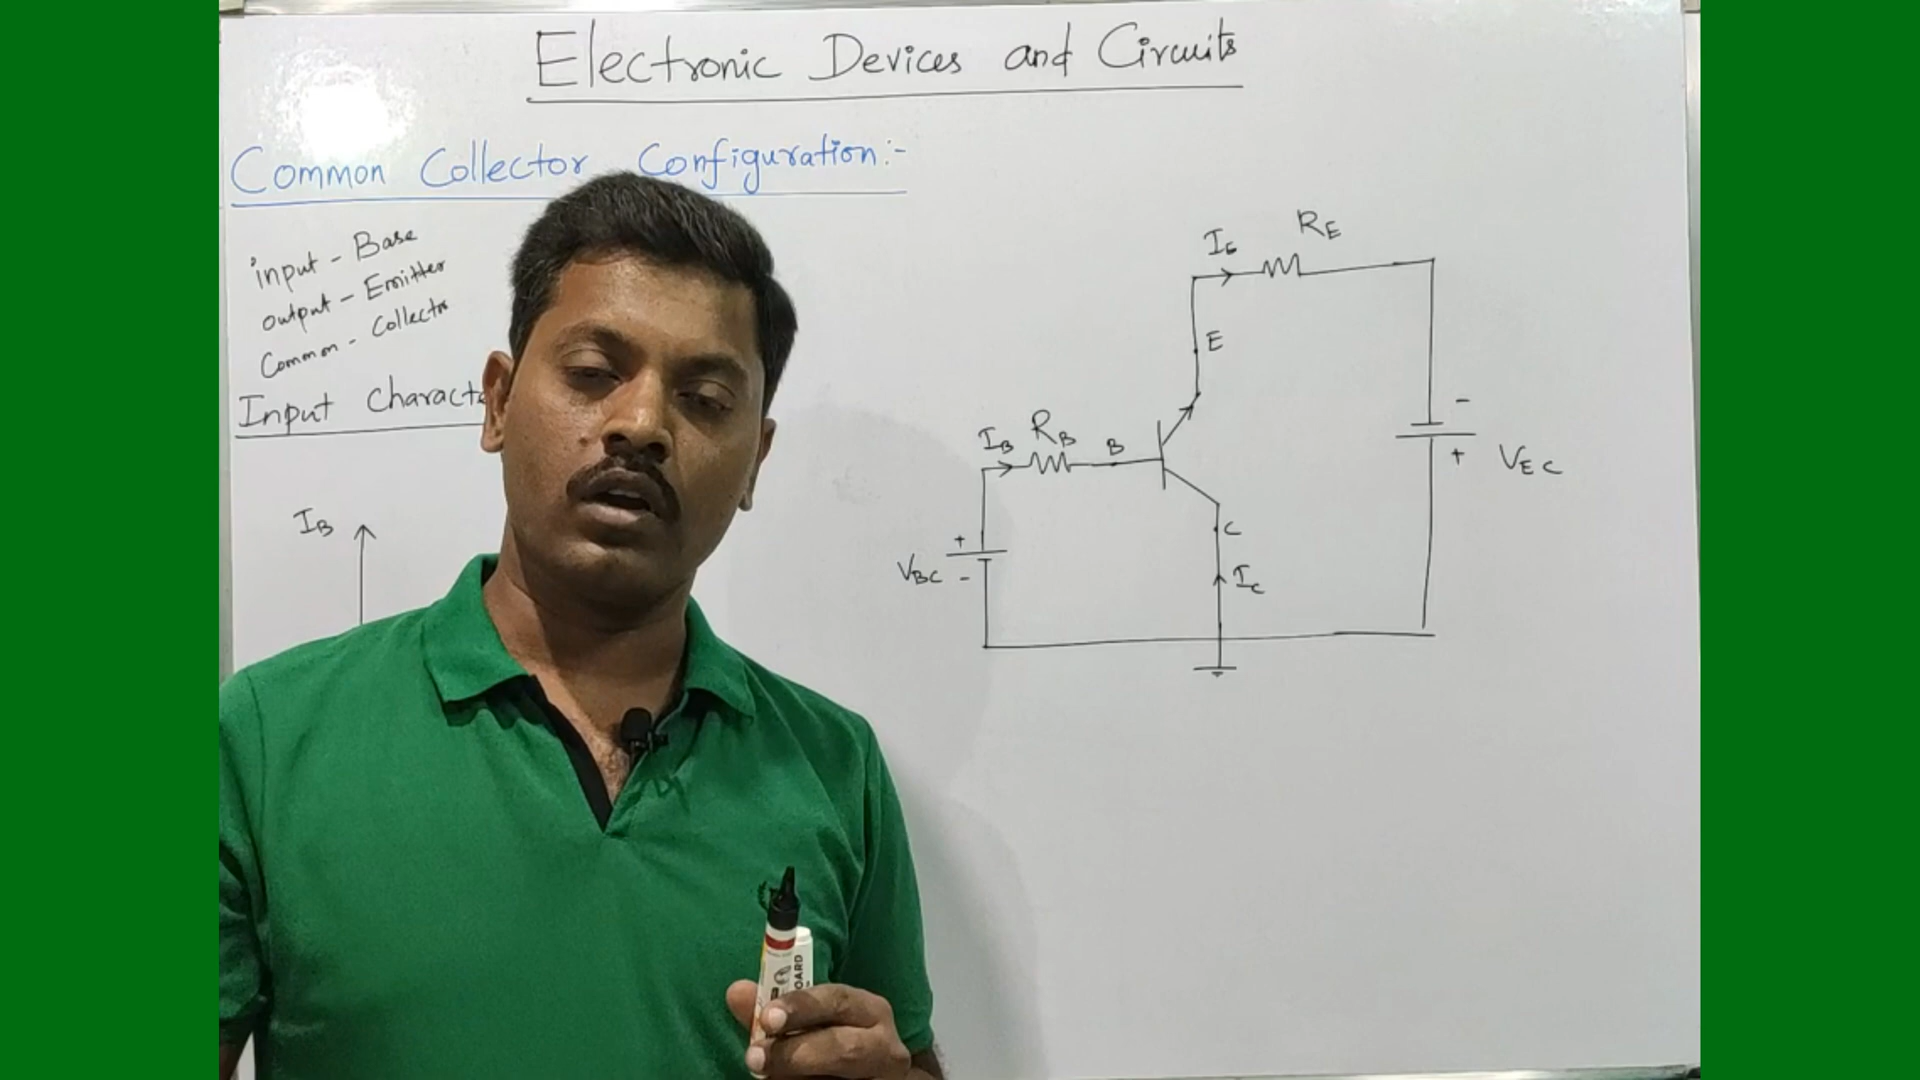 Electronic Devices and Circuits
Common Collector Configuration:-
input - Base
output - Emitter
Common - Collector
Input Characte
IB
IE
RE
E
IB
RB
B
-
+
VEC
+
VBC -
C
IC
OARD